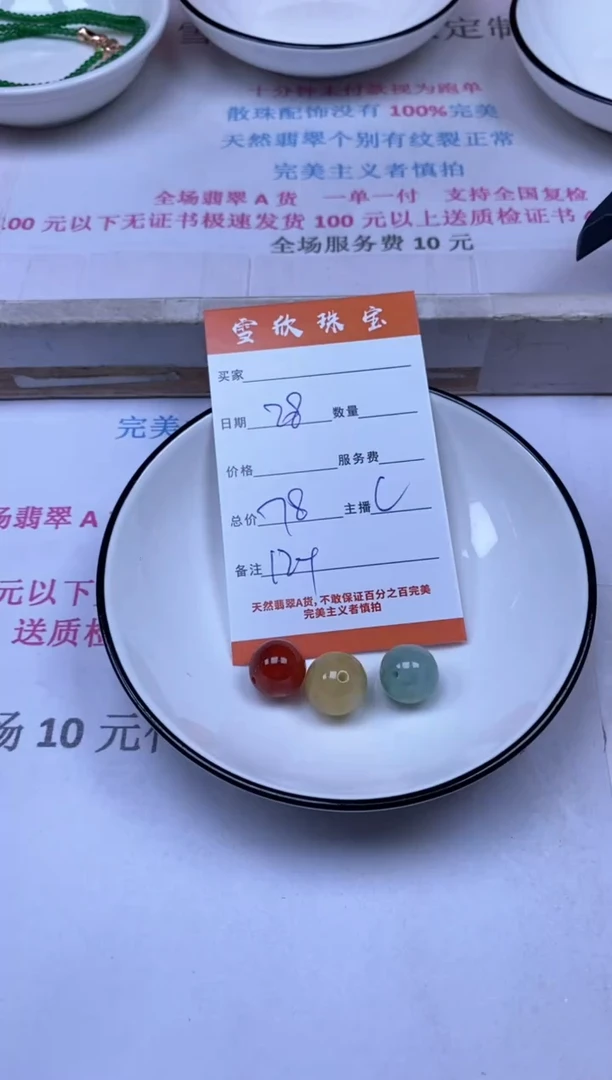 定制
十分钟未付款视为跑单
散珠配饰没有 100%完美
天然翡翠个别有纹裂正常
完美主义者慎拍
全场翡翠 A 货 一单一付 支持全国复检
00 元以下无证书极速发货 100 元以上送质检证书
全场服务费 10 元
雪欣珠宝
买家
日期 28 数量
价格 服务费
总价 78 主播 C
备注 124
天然翡翠A货,不敢保证百分之百完美
完美主义者慎拍
完美
场翡翠 A
元以下
送质检
场 10 元